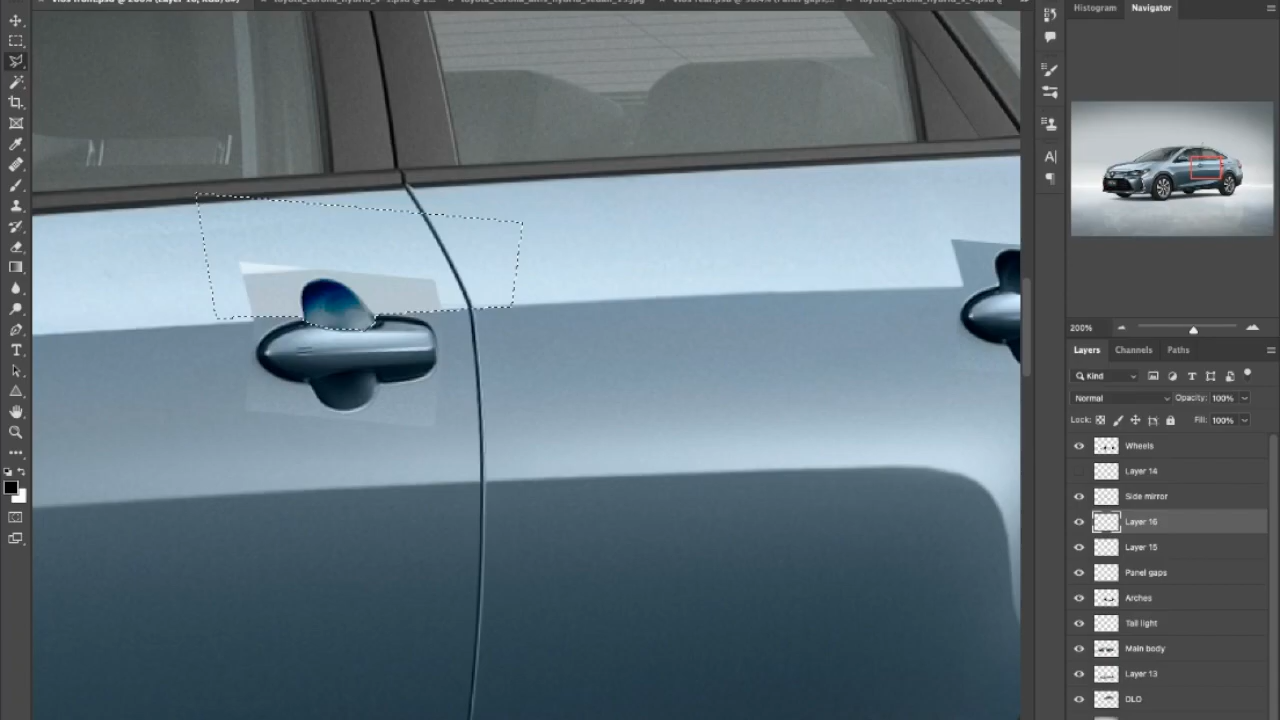 Histogram
Navigator
200%
Layers
Channels
Paths
Kind
Normal
Opacity: 100%
Lock:
Fill: 100%
Wheels
Layer 14
Side mirror
Layer 16
Layer 15
Panel gaps
Arches
Tail light
Main body
Layer 13
DLO